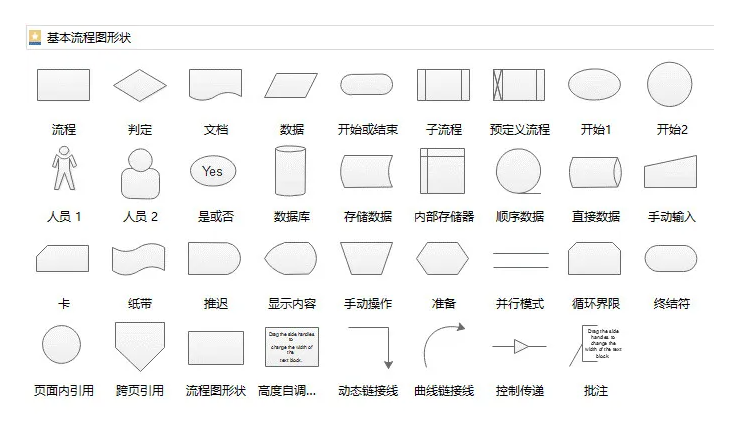 基本流程图形状
流程 判定 文档 数据 开始或结束 子流程 预定义流程 开始1 开始2
Yes
人员 1 人员 2 是或否 数据库 存储数据 内部存储器 顺序数据 直接数据 手动输入
卡 纸带 推迟 显示内容 手动操作 准备 并行模式 循环界限 终结符
Drag the side handles
to
change the width of
the
text block.
Drag the side
handles to
change the
width of the text
block.
页面内引用 跨页引用 流程图形状 高度自调... 动态链接线 曲线链接线 控制传递 批注